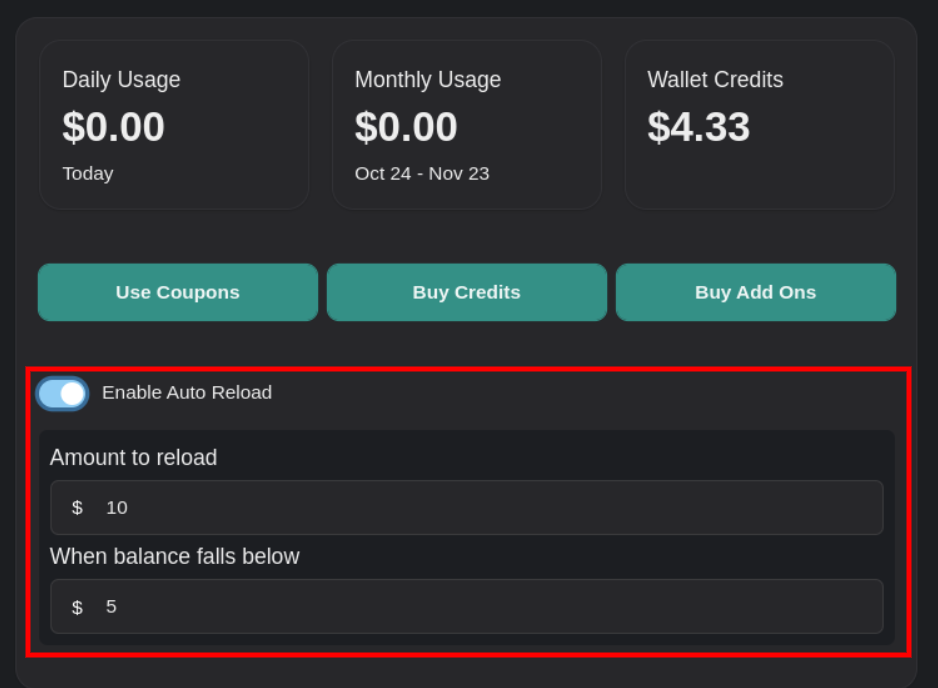 Daily Usage
$0.00
Today
Monthly Usage
$0.00
Oct 24 - Nov 23
Wallet Credits
$4.33
Use Coupons
Buy Credits
Buy Add Ons
Enable Auto Reload
Amount to reload
$ 10
When balance falls below
$ 5